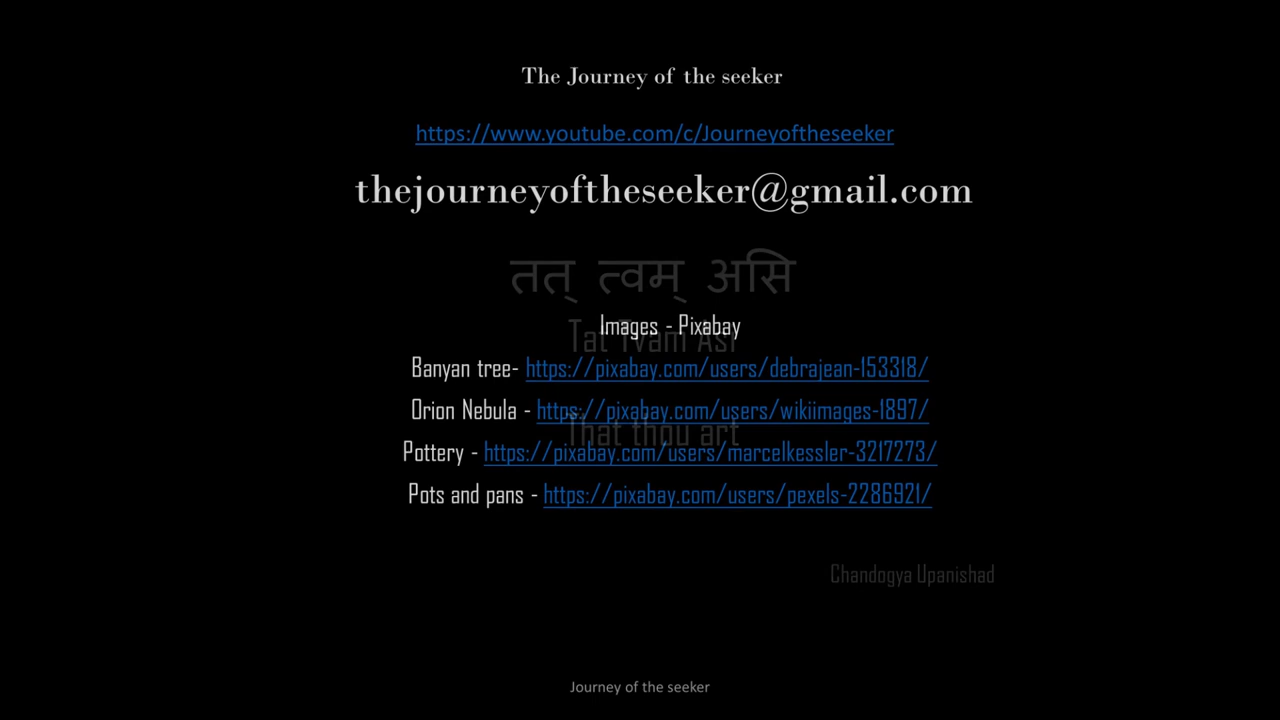 The Journey of the seeker
https://www.youtube.com/c/Journeyoftheseeker
thejourneyoftheseeker@gmail.com
तत् त्वम् असि
Images - Pixabay
Tat Tvam Asi
Banyan tree- https://pixabay.com/users/debrajean-153318/
Orion Nebula - https://pixabay.com/users/wikiimages-1897/
That thou art
Pottery - https://pixabay.com/users/marcelkessler-3217273/
Pots and pans - https://pixabay.com/users/pexels-2286921/
Chandogya Upanishad
Journey of the seeker